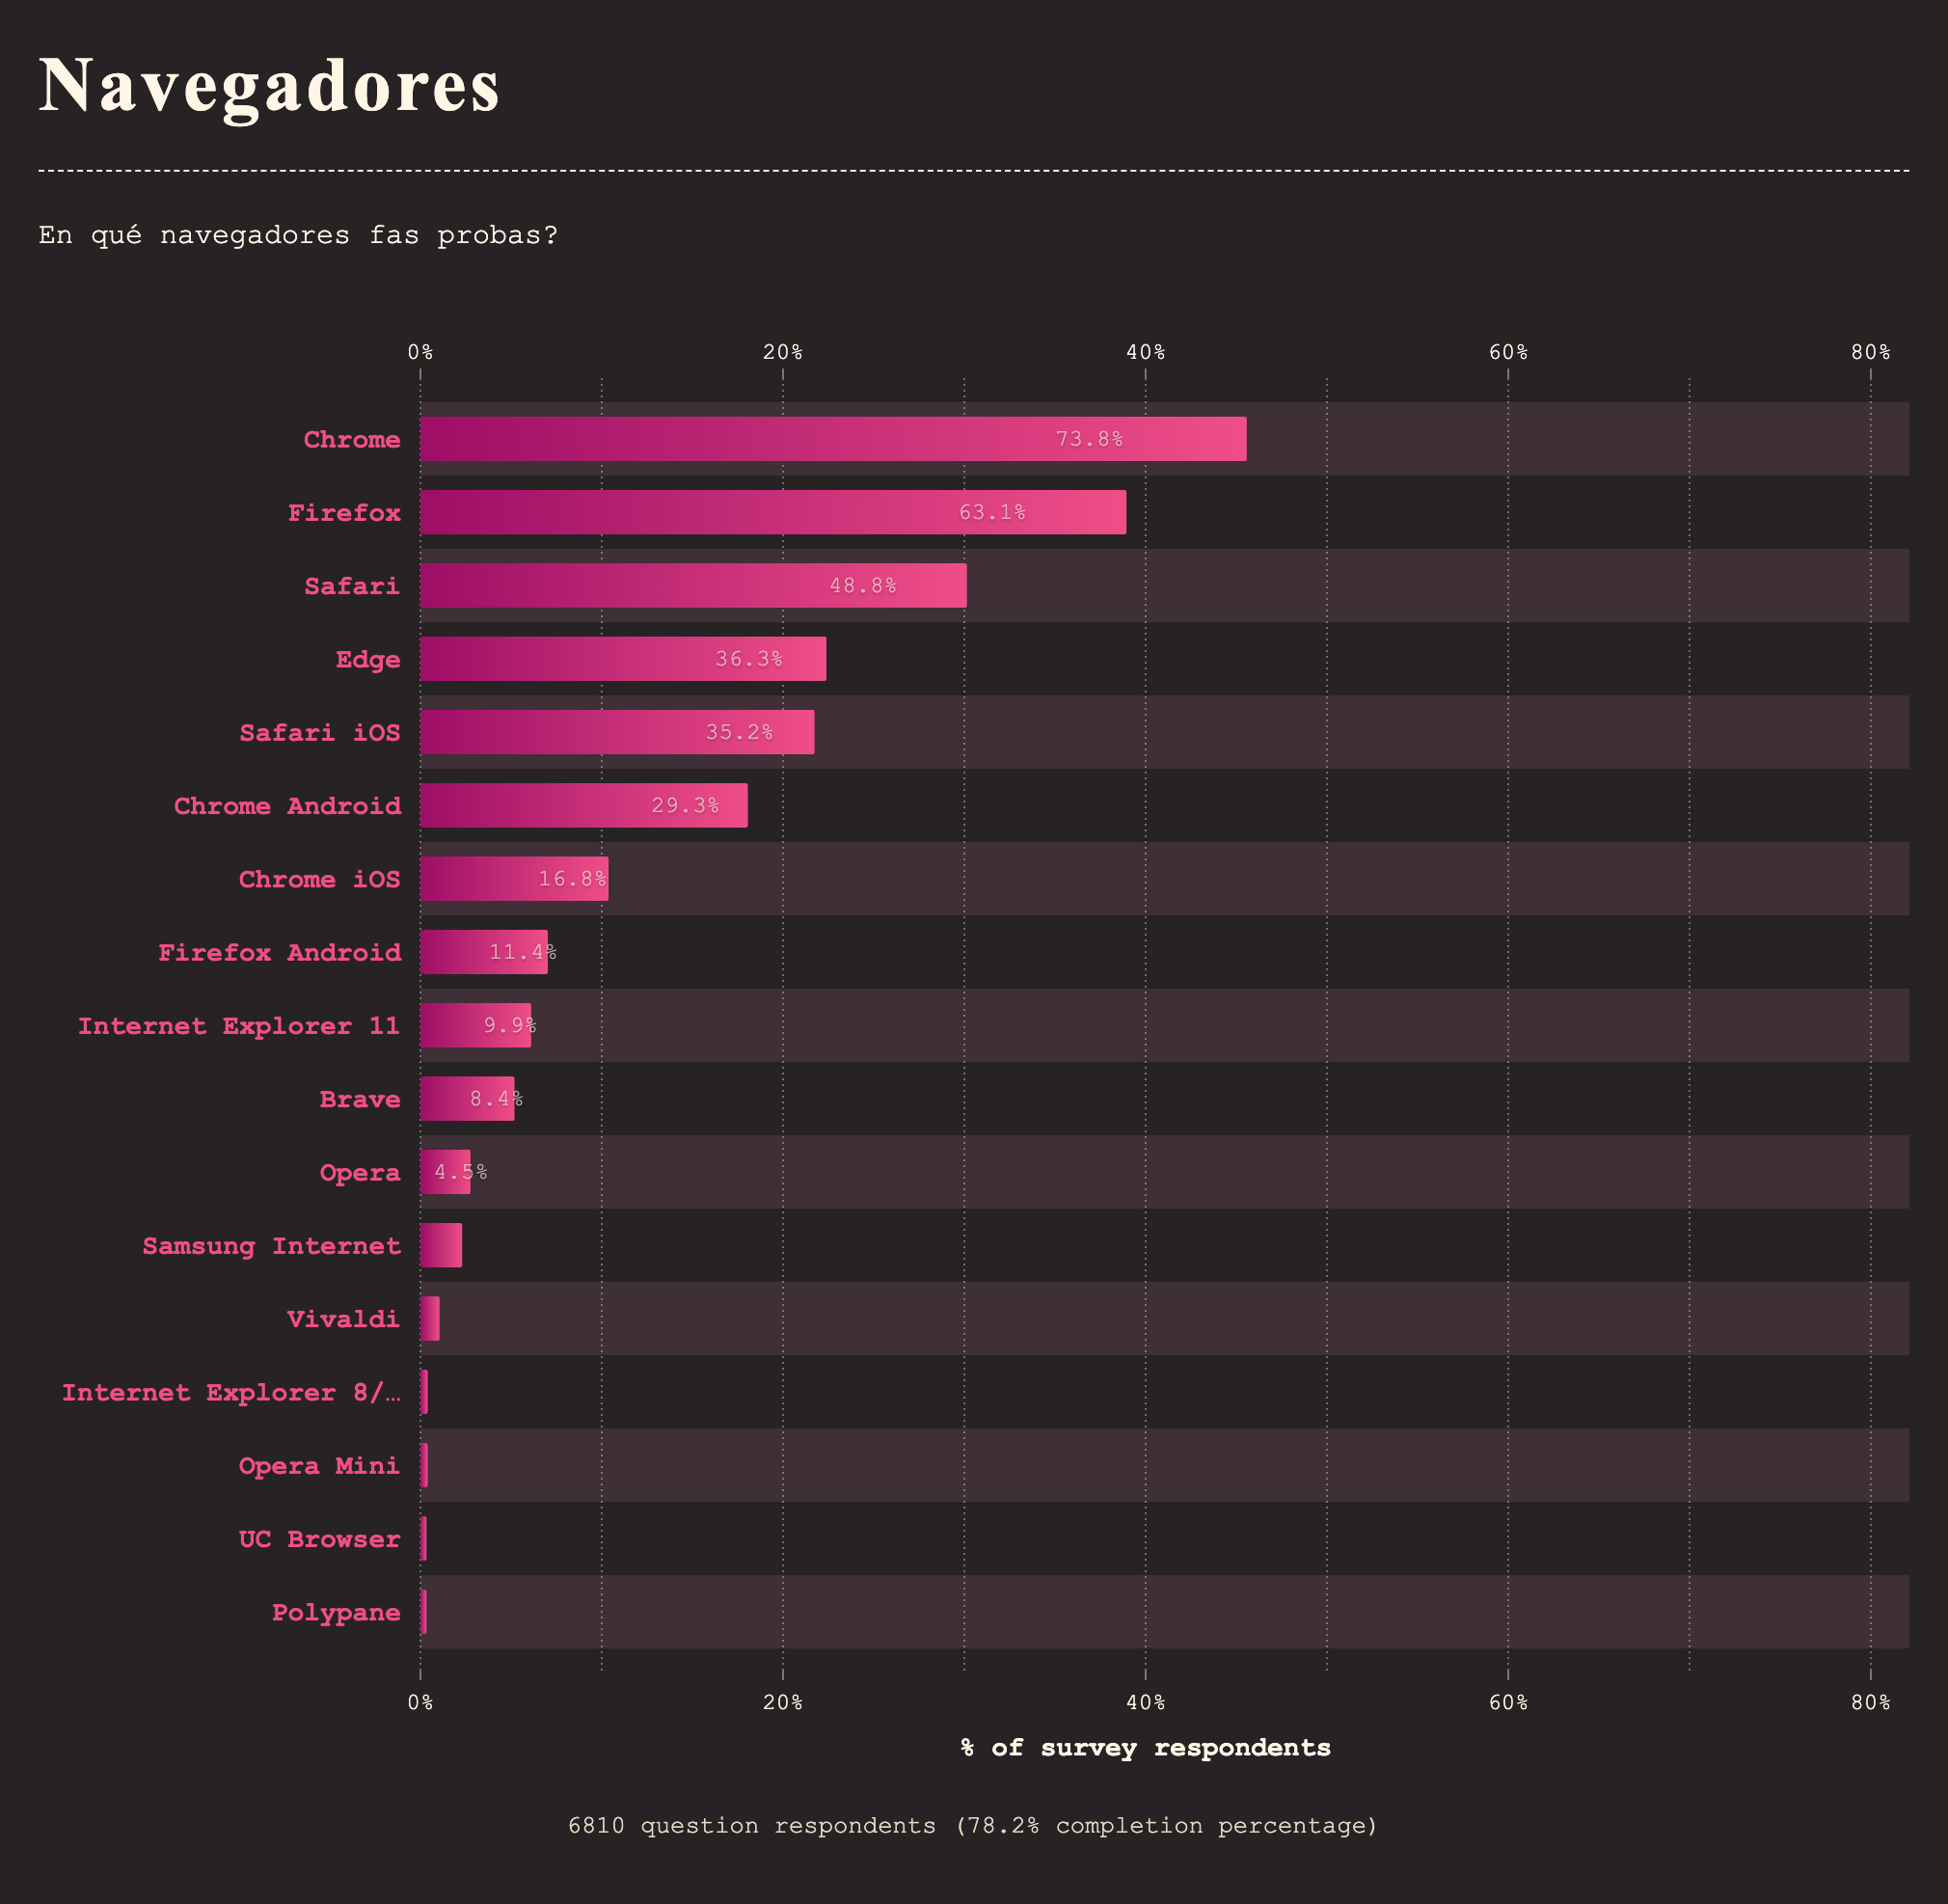 Navegadores
En qué navegadores fas probas?
0% 20% 40% 60% 80%
Chrome 73.8%
Firefox 63.1%
Safari 48.8%
Edge 36.3%
Safari iOS 35.2%
Chrome Android 29.3%
Chrome iOS 16.8%
Firefox Android 11.4%
Internet Explorer 11 9.9%
Brave 8.4%
Opera 4.5%
Samsung Internet
Vivaldi
Internet Explorer 8/…
Opera Mini
UC Browser
Polypane
0% 20% 40% 60% 80%
% of survey respondents
6810 question respondents (78.2% completion percentage)